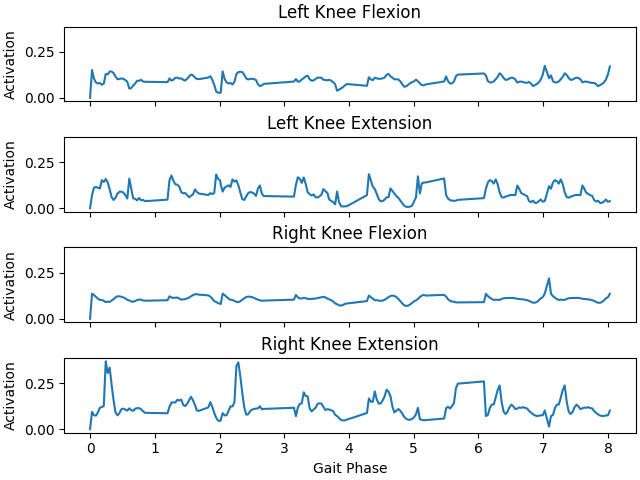 Left Knee Flexion
Activation
0.25
0.00
Left Knee Extension
Activation
0.25
0.00
Right Knee Flexion
Activation
0.25
0.00
Right Knee Extension
Activation
0.25
0.00
0 1 2 3 4 5 6 7 8
Gait Phase